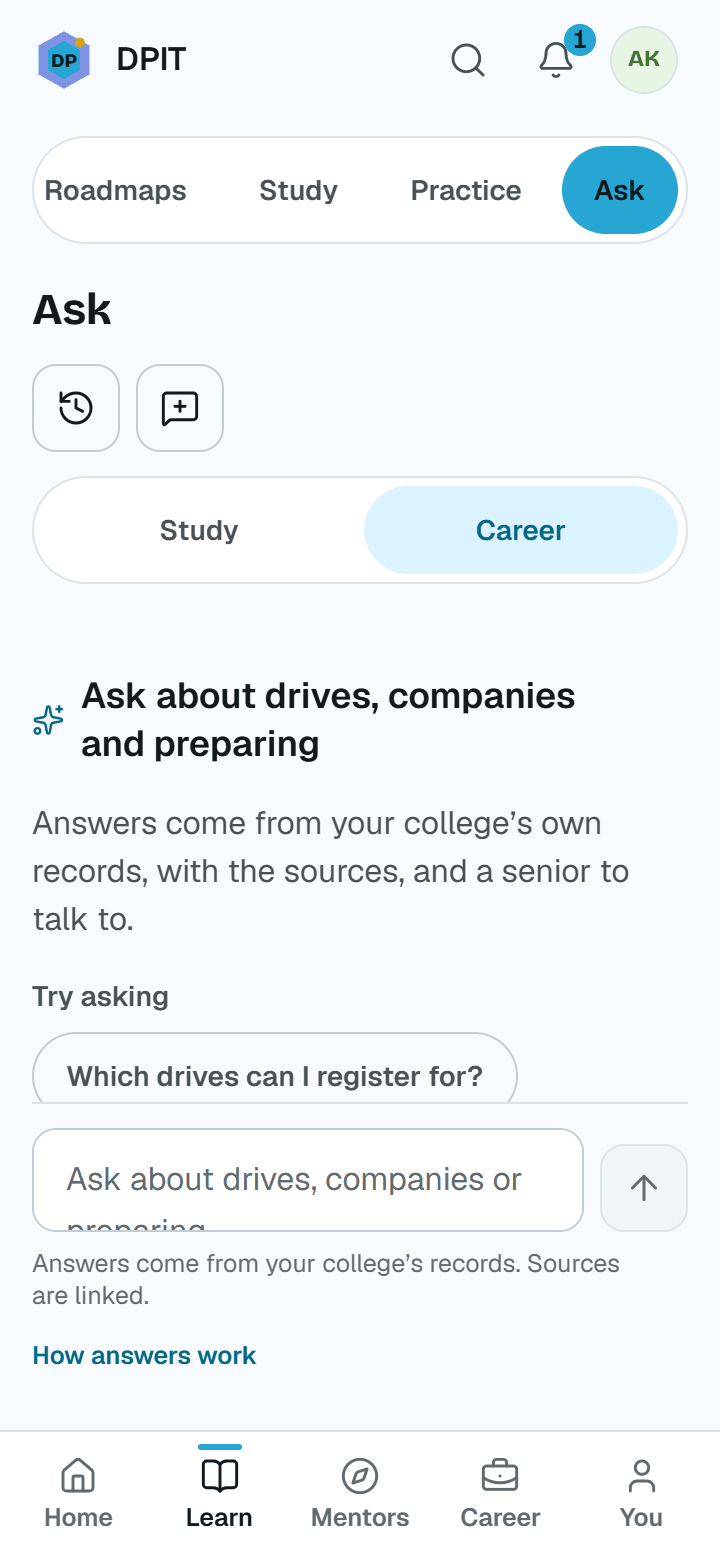 DP
DPIT
1
AK
Roadmaps
Study
Practice
Ask
Ask
Study
Career
Ask about drives, companies
and preparing
Answers come from your college’s own
records, with the sources, and a senior to
talk to.
Try asking
Which drives can I register for?
Ask about drives, companies or
preparing
Answers come from your college’s records. Sources
are linked.
How answers work
Home
Learn
Mentors
Career
You